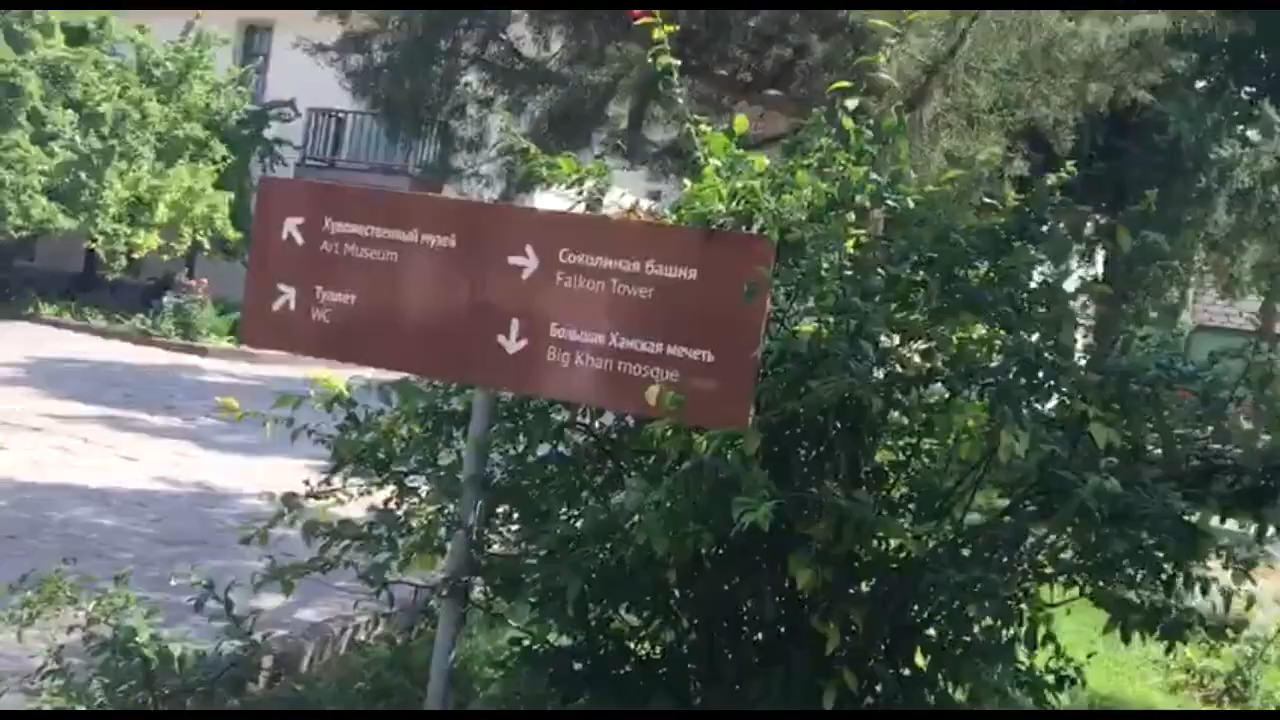 Художественный музей
Art Museum
Туалет
WC
Соколиная башня
Falkon Tower
Большая Ханская мечеть
Big Khan mosque